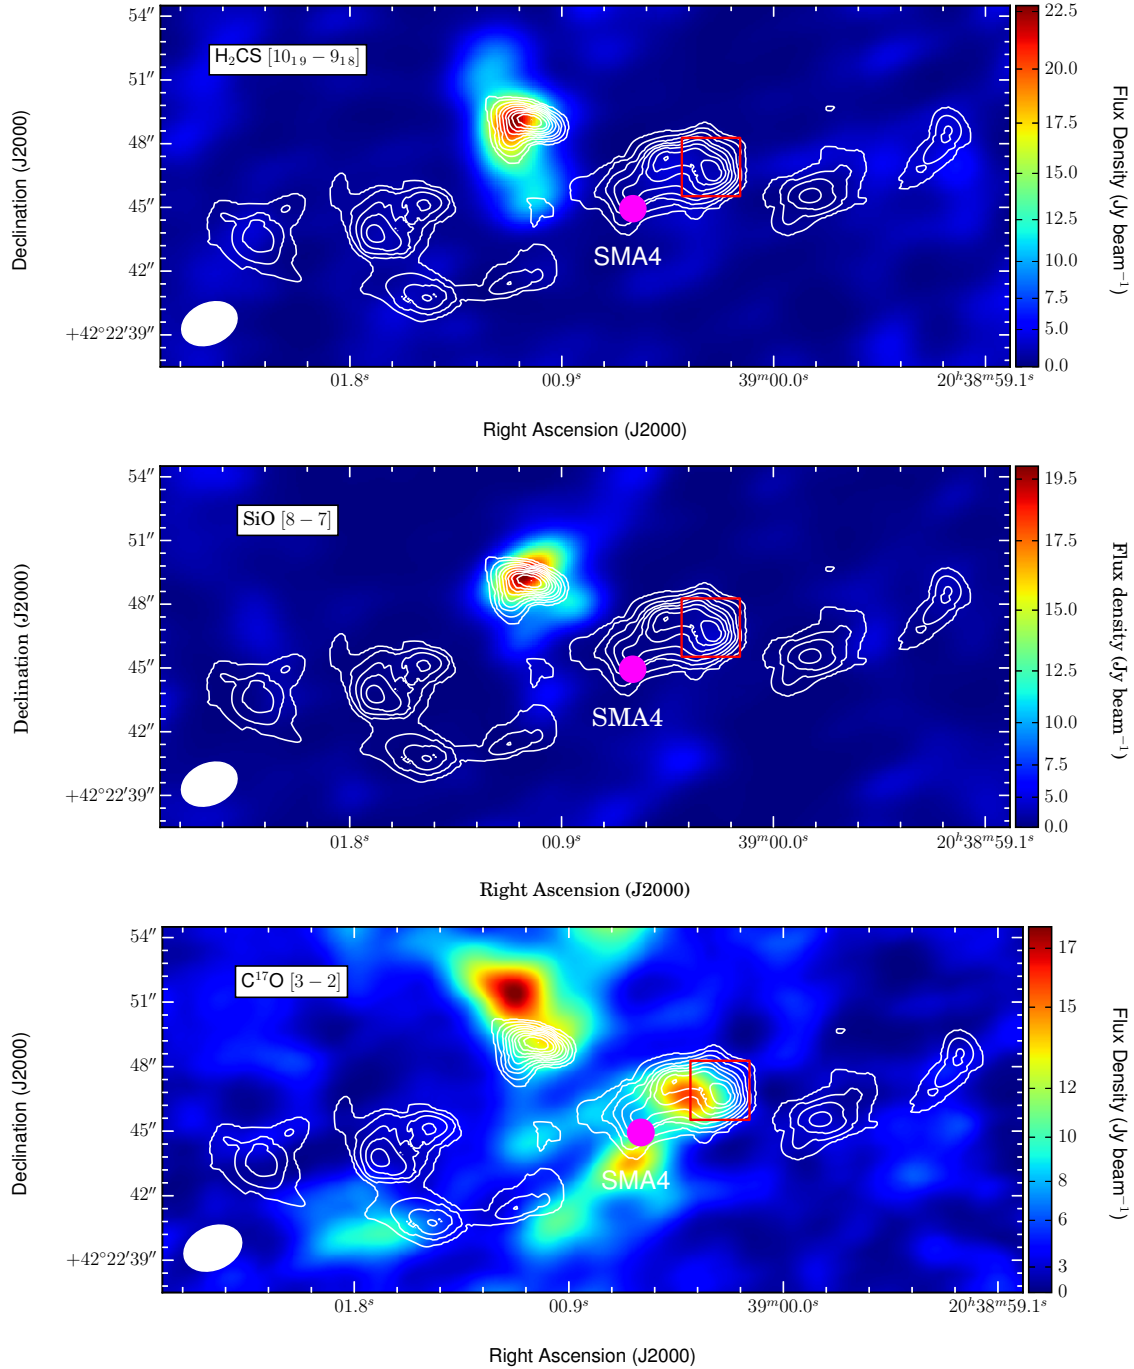 54″
51″
48″
45″
42″
+42°22′39″
Declination (J2000)
H₂CS [10₁ ₉ − 9₁ ₈]
SMA4
01.8ˢ
00.9ˢ
39ᵐ00.0ˢ
20ʰ38ᵐ59.1ˢ
Right Ascension (J2000)
22.5
20.0
17.5
15.0
12.5
10.0
7.5
5.0
0.0
Flux Density (Jy beam⁻¹)
54″
51″
48″
45″
42″
+42°22′39″
Declination (J2000)
SiO [8 − 7]
SMA4
01.8ˢ
00.9ˢ
39ᵐ00.0ˢ
20ʰ38ᵐ59.1ˢ
Right Ascension (J2000)
19.5
17.5
15.0
12.5
10.0
7.5
5.0
0.0
Flux density (Jy beam⁻¹)
54″
51″
48″
45″
42″
+42°22′39″
Declination (J2000)
C¹⁷O [3 − 2]
SMA4
01.8ˢ
00.9ˢ
39ᵐ00.0ˢ
20ʰ38ᵐ59.1ˢ
Right Ascension (J2000)
17
15
12
10
8
6
3
0
Flux Density (Jy beam⁻¹)